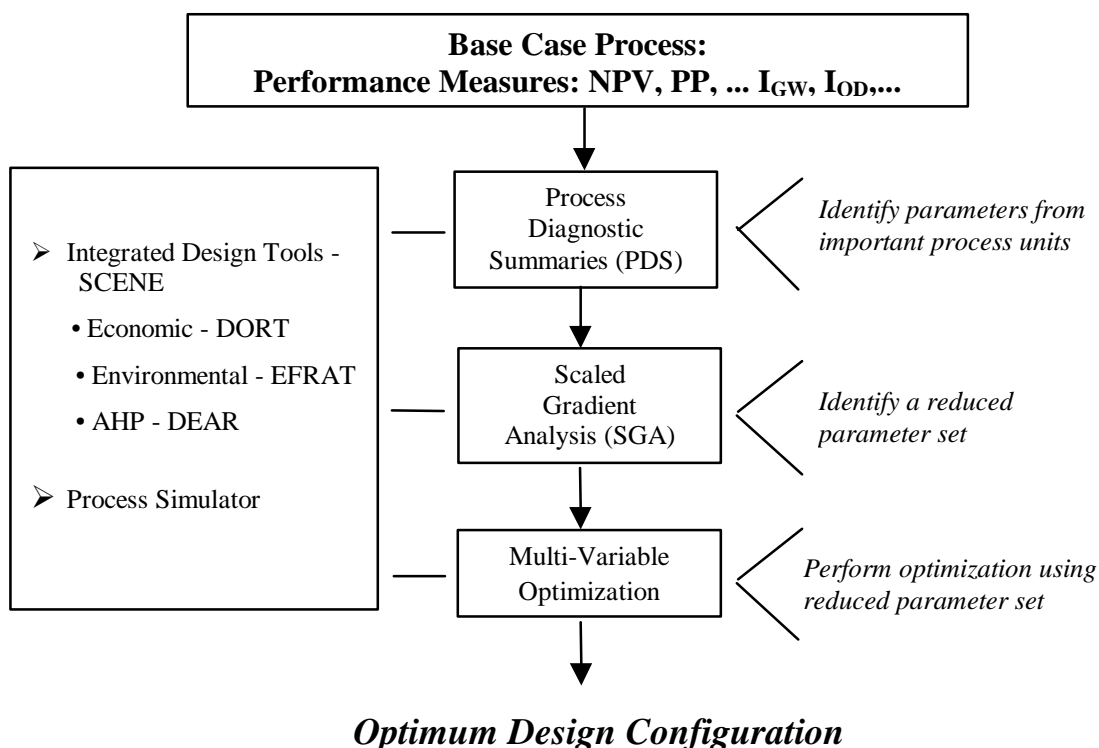 Base Case Process:
Performance Measures: NPV, PP, ... I_GW, I_OD,...
➢ Integrated Design Tools -
SCENE
• Economic - DORT
• Environmental - EFRAT
• AHP - DEAR
➢ Process Simulator
Process
Diagnostic
Summaries (PDS)
Identify parameters from
important process units
Scaled
Gradient
Analysis (SGA)
Identify a reduced
parameter set
Multi-Variable
Optimization
Perform optimization using
reduced parameter set
Optimum Design Configuration